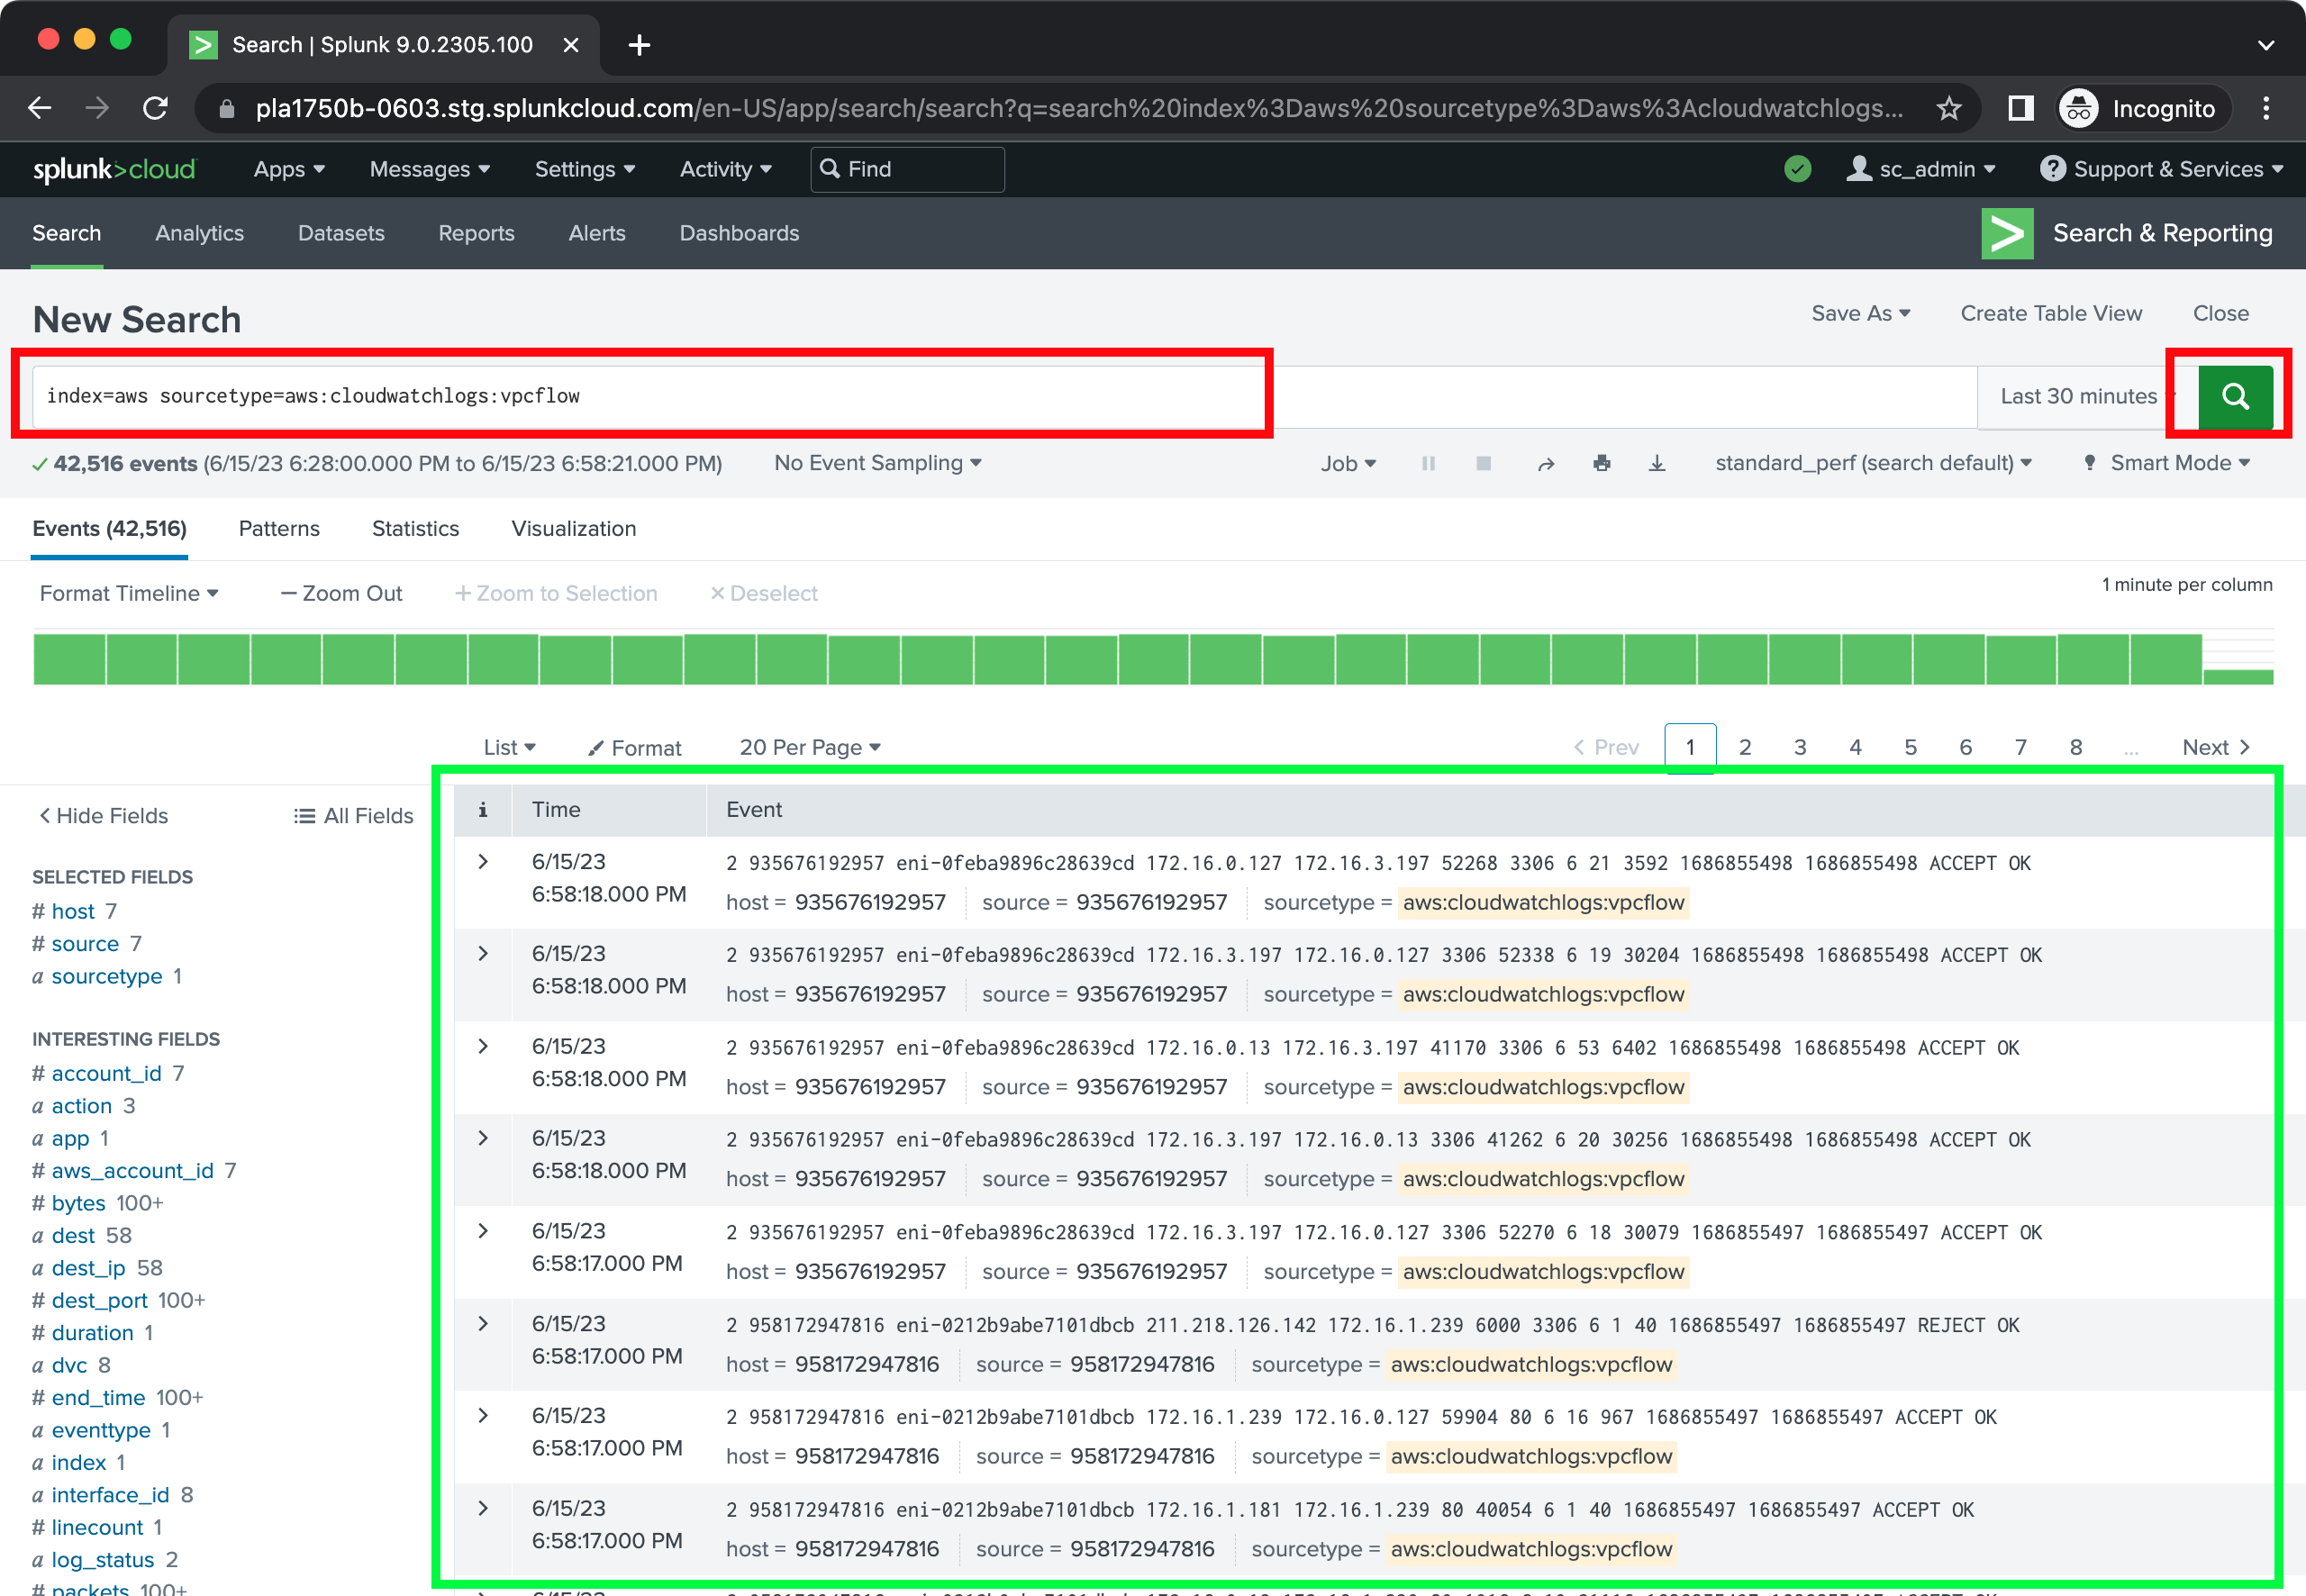 Search | Splunk 9.0.2305.100
pla1750b-0603.stg.splunkcloud.com/en-US/app/search/search?q=search%20index%3Daws%20sourcetype%3Daws%3Acloudwatchlogs... Incognito
splunk>cloud Apps Messages Settings Activity Find sc_admin Support & Services
Search Analytics Datasets Reports Alerts Dashboards Search & Reporting
New Search Save As Create Table View Close
index=aws sourcetype=aws:cloudwatchlogs:vpcflow Last 30 minutes
42,516 events (6/15/23 6:28:00.000 PM to 6/15/23 6:58:21.000 PM) No Event Sampling Job standard_perf (search default) Smart Mode
Events (42,516) Patterns Statistics Visualization
Format Timeline — Zoom Out + Zoom to Selection × Deselect 1 minute per column
List Format 20 Per Page < Prev 1 2 3 4 5 6 7 8 ... Next >
< Hide Fields All Fields
SELECTED FIELDS
# host 7
# source 7
a sourcetype 1
INTERESTING FIELDS
# account_id 7
a action 3
a app 1
# aws_account_id 7
# bytes 100+
a dest 58
a dest_ip 58
# dest_port 100+
# duration 1
a dvc 8
# end_time 100+
a eventtype 1
a index 1
a interface_id 8
# linecount 1
a log_status 2
# packets 100+
i Time Event
6/15/23 2 935676192957 eni-0feba9896c28639cd 172.16.0.127 172.16.3.197 52268 3306 6 21 3592 1686855498 1686855498 ACCEPT OK
6:58:18.000 PM host = 935676192957 source = 935676192957 sourcetype = aws:cloudwatchlogs:vpcflow
6/15/23 2 935676192957 eni-0feba9896c28639cd 172.16.3.197 172.16.0.127 3306 52338 6 19 30204 1686855498 1686855498 ACCEPT OK
6:58:18.000 PM host = 935676192957 source = 935676192957 sourcetype = aws:cloudwatchlogs:vpcflow
6/15/23 2 935676192957 eni-0feba9896c28639cd 172.16.0.13 172.16.3.197 41170 3306 6 53 6402 1686855498 1686855498 ACCEPT OK
6:58:18.000 PM host = 935676192957 source = 935676192957 sourcetype = aws:cloudwatchlogs:vpcflow
6/15/23 2 935676192957 eni-0feba9896c28639cd 172.16.3.197 172.16.0.13 3306 41262 6 20 30256 1686855498 1686855498 ACCEPT OK
6:58:18.000 PM host = 935676192957 source = 935676192957 sourcetype = aws:cloudwatchlogs:vpcflow
6/15/23 2 935676192957 eni-0feba9896c28639cd 172.16.3.197 172.16.0.127 3306 52270 6 18 30079 1686855497 1686855497 ACCEPT OK
6:58:17.000 PM host = 935676192957 source = 935676192957 sourcetype = aws:cloudwatchlogs:vpcflow
6/15/23 2 958172947816 eni-0212b9abe7101dbcb 211.218.126.142 172.16.1.239 6000 3306 6 1 40 1686855497 1686855497 REJECT OK
6:58:17.000 PM host = 958172947816 source = 958172947816 sourcetype = aws:cloudwatchlogs:vpcflow
6/15/23 2 958172947816 eni-0212b9abe7101dbcb 172.16.1.239 172.16.0.127 59904 80 6 16 967 1686855497 1686855497 ACCEPT OK
6:58:17.000 PM host = 958172947816 source = 958172947816 sourcetype = aws:cloudwatchlogs:vpcflow
6/15/23 2 958172947816 eni-0212b9abe7101dbcb 172.16.1.181 172.16.1.239 80 40054 6 1 40 1686855497 1686855497 ACCEPT OK
6:58:17.000 PM host = 958172947816 source = 958172947816 sourcetype = aws:cloudwatchlogs:vpcflow